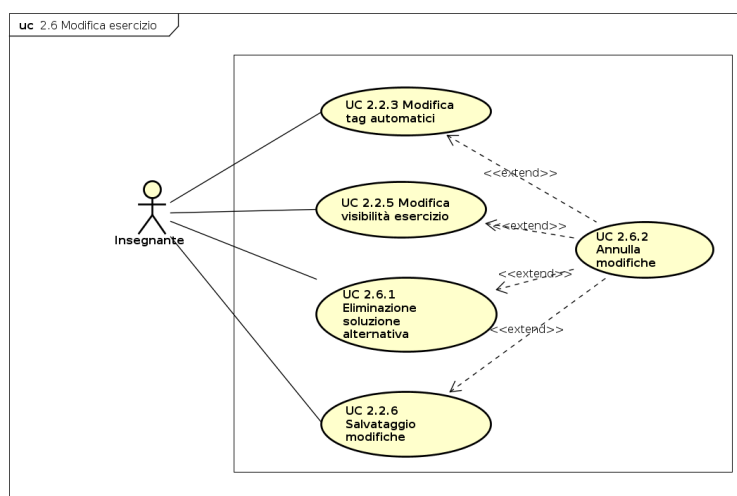 uc 2.6 Modifica esercizio
UC 2.2.3 Modifica
tag automatici
<<extend>>
UC 2.2.5 Modifica
visibilità esercizio
<<extend>>
Insegnante
UC 2.6.2
Annulla
modifiche
<<extend>>
UC 2.6.1
Eliminazione
soluzione
alternativa
<<extend>>
UC 2.2.6
Salvataggio
modifiche